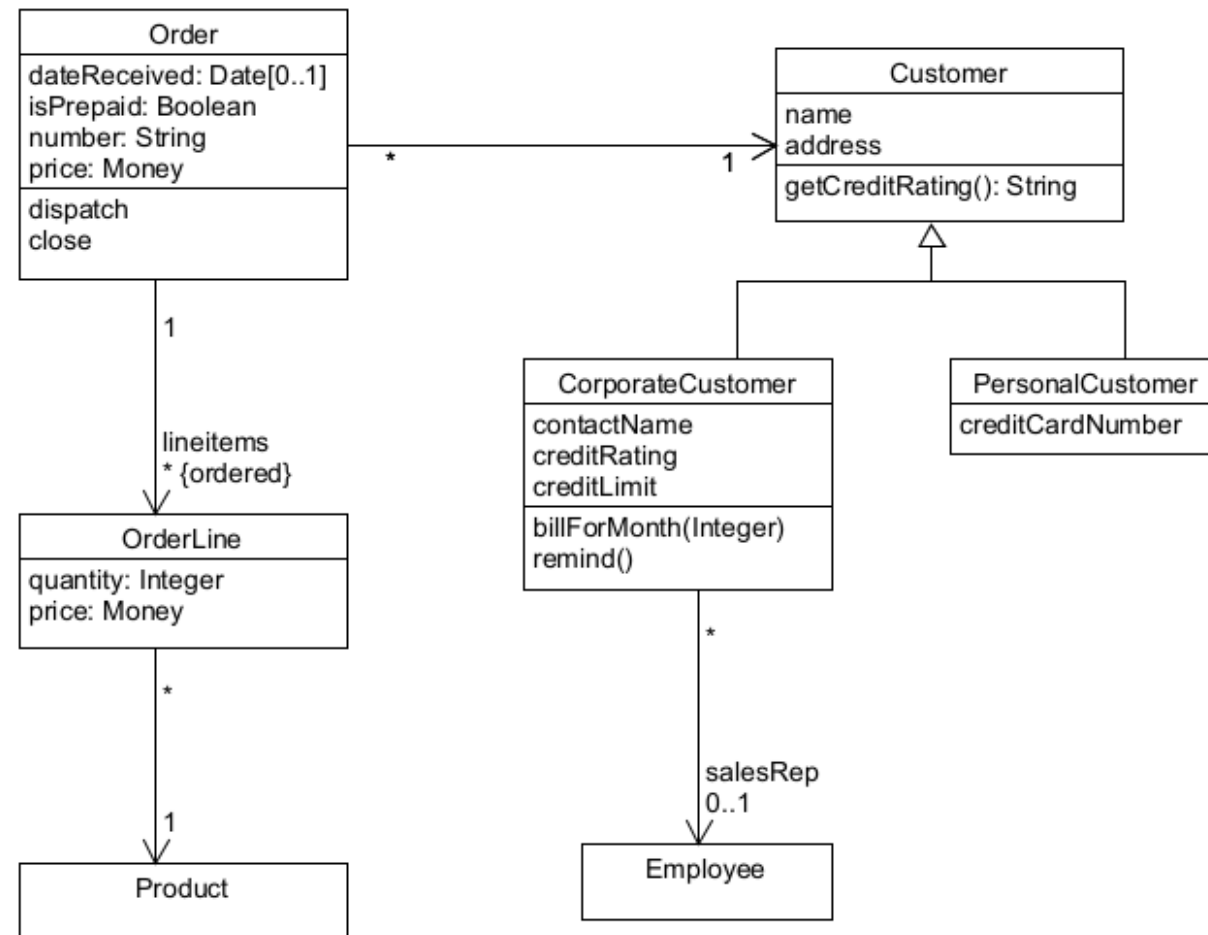 Order
dateReceived: Date[0..1]
isPrepaid: Boolean
number: String
price: Money
dispatch
close
*
1
Customer
name
address
getCreditRating(): String
1
lineitems
* {ordered}
CorporateCustomer
contactName
creditRating
creditLimit
billForMonth(Integer)
remind()
PersonalCustomer
creditCardNumber
OrderLine
quantity: Integer
price: Money
*
1
Product
*
salesRep
0..1
Employee